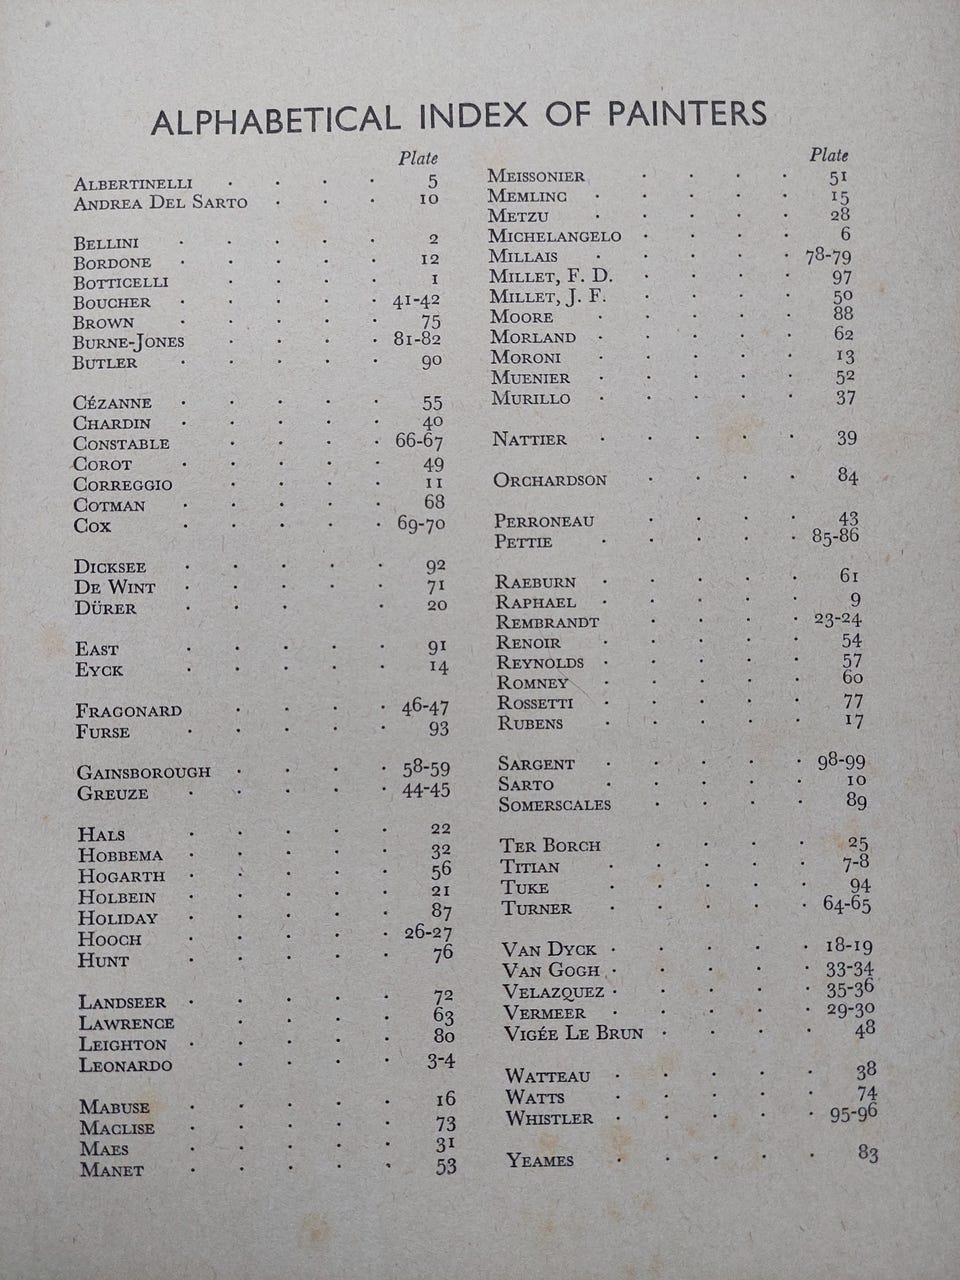 ALPHABETICAL INDEX OF PAINTERS
Plate
ALBERTINELLI . . . . 5
ANDREA DEL SARTO . . . 10
BELLINI . . . . . 2
BORDONE . . . . . 12
BOTTICELLI . . . . 1
BOUCHER . . . . . 41-42
BROWN . . . . . 75
BURNE-JONES . . . . 81-82
BUTLER . . . . . 90
CÉZANNE . . . . . 55
CHARDIN . . . . . 40
CONSTABLE . . . . 66-67
COROT . . . . . 49
CORREGGIO . . . . 11
COTMAN . . . . . 68
COX . . . . . 69-70
DICKSEE . . . . . 92
DE WINT . . . . . 71
DÜRER . . . . 20
EAST . . . . . 91
EYCK . . . . . 14
FRAGONARD . . . . 46-47
FURSE . . . . . 93
GAINSBOROUGH . . . . 58-59
GREUZE . . . . . 44-45
HALS . . . . . 22
HOBBEMA . . . . . 32
HOGARTH . . . . . 56
HOLBEIN . . . . . 21
HOLIDAY . . . . . 87
HOOCH . . . . . 26-27
HUNT . . . . . 76
LANDSEER . . . . . 72
LAWRENCE . . . . 63
LEIGHTON . . . . . 80
LEONARDO . . . . 3-4
MABUSE . . . . . 16
MACLISE . . . . . 73
MAES . . . . . 31
MANET . . . . . 53
Plate
MEISSONIER . . . . 51
MEMLING . . . . . 15
METZU . . . . . 28
MICHELANGELO . . . . 6
MILLAIS . . . . . 78-79
MILLET, F. D. . . . . 97
MILLET, J. F. . . . . 50
MOORE . . . . . 88
MORLAND . . . . . 62
MORONI . . . . . 13
MUENIER . . . . . 52
MURILLO . . . . . 37
NATTIER . . . . . 39
ORCHARDSON . . . . 84
PERRONEAU . . . . 43
PETTIE . . . . . 85-86
RAEBURN . . . . . 61
RAPHAEL . . . . . 9
REMBRANDT . . . . 23-24
RENOIR . . . . . 54
REYNOLDS . . . . . 57
ROMNEY . . . . . 60
ROSSETTI . . . . . 77
RUBENS . . . . . 17
SARGENT . . . . . 98-99
SARTO . . . . . 10
SOMERSCALES . . . . 89
TER BORCH . . . . 25
TITIAN . . . . . 7-8
TUKE . . . . . 94
TURNER . . . . . 64-65
VAN DYCK . . . . . 18-19
VAN GOGH . . . . . 33-34
VELAZQUEZ . . . . . 35-36
VERMEER . . . . . 29-30
VIGÉE LE BRUN . . . . 48
WATTEAU . . . . . 38
WATTS . . . . . 74
WHISTLER . . . . . 95-96
YEAMES . . . . . 83